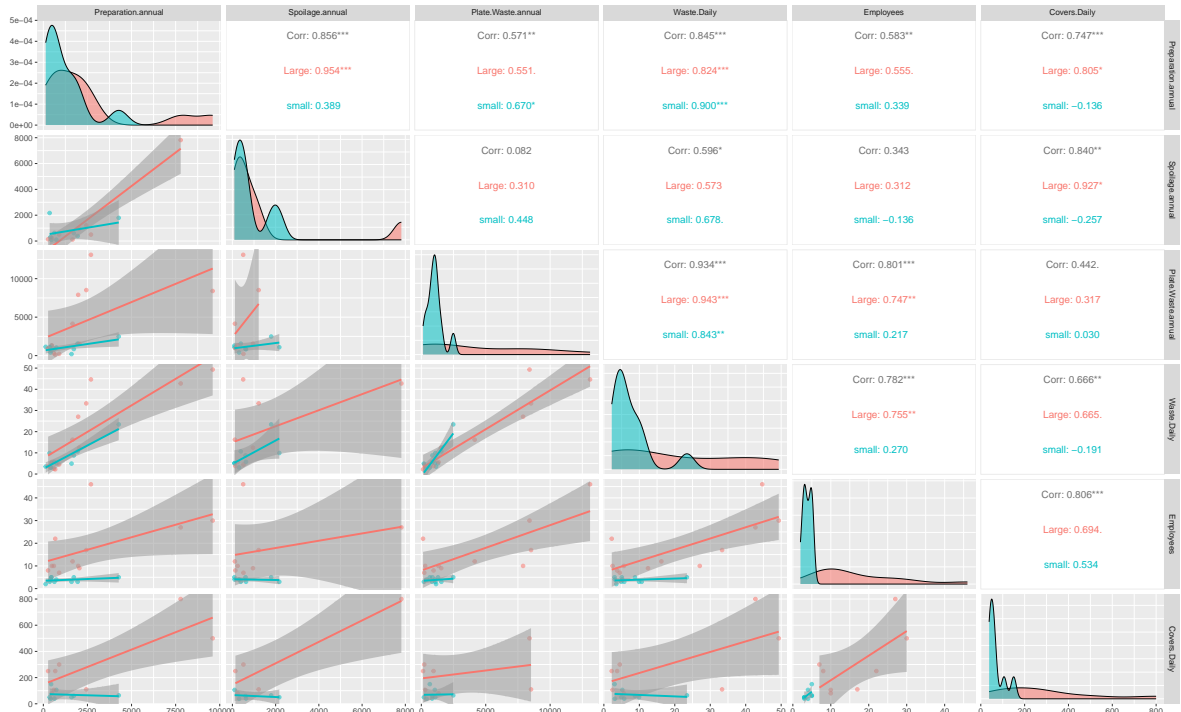 Preparation.annual Spoilage.annual Plate.Waste.annual Waste.Daily Employees Covers.Daily
5e−04
4e−04
3e−04
2e−04
1e−04
0e+00
Corr: 0.856***
Large: 0.954***
small: 0.389
Corr: 0.571**
Large: 0.551.
small: 0.670*
Corr: 0.845***
Large: 0.824***
small: 0.900***
Corr: 0.583**
Large: 0.555.
small: 0.339
Corr: 0.747***
Large: 0.805*
small: −0.136
Preparation.annual
8000
6000
4000
2000
0
Corr: 0.082
Large: 0.310
small: 0.448
Corr: 0.596*
Large: 0.573
small: 0.678.
Corr: 0.343
Large: 0.312
small: −0.136
Corr: 0.840**
Large: 0.927*
small: −0.257
Spoilage.annual
10000
5000
0
Corr: 0.934***
Large: 0.943***
small: 0.843**
Corr: 0.801***
Large: 0.747**
small: 0.217
Corr: 0.442.
Large: 0.317
small: 0.030
Plate.Waste.annual
50
40
30
20
10
0
Corr: 0.782***
Large: 0.755**
small: 0.270
Corr: 0.666**
Large: 0.665.
small: −0.191
Waste.Daily
40
30
20
10
0
Corr: 0.806***
Large: 0.694.
small: 0.534
Employees
800
600
400
200
0
Covers.Daily
0 2500 5000 7500 10000
0 2000 4000 6000 8000
0 5000 10000
0 10 20 30 40 50
0 10 20 30 40
0 200 400 600 800